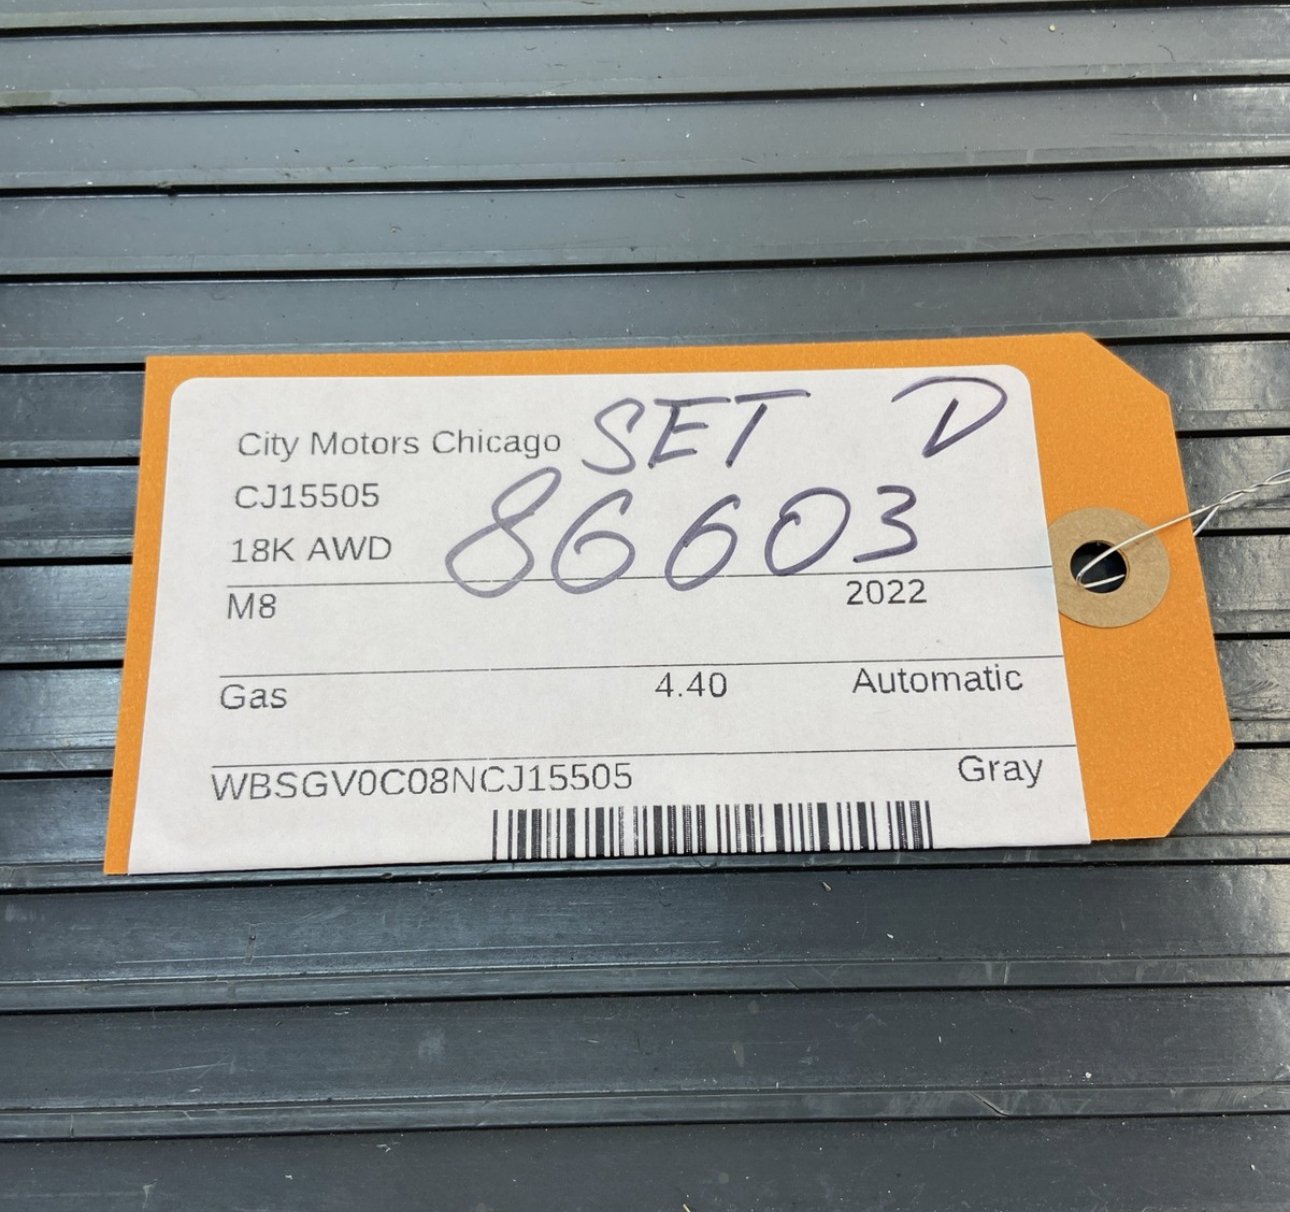 City Motors Chicago SET D
CJ15505 86603
18K AWD
M8 2022
Gas 4.40 Automatic
WBSGV0C08NCJ15505 Gray